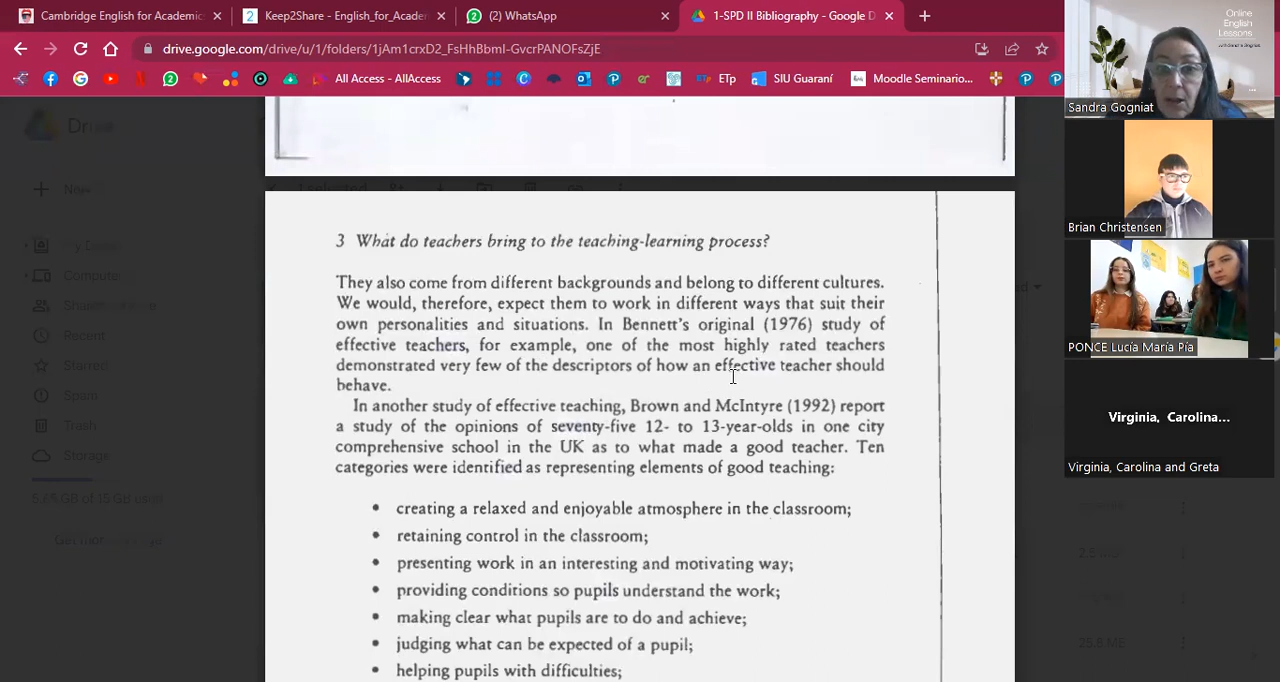 Cambridge English for Academic
Keep2Share - English_for_Acade
(2) WhatsApp
1-SPD II Bibliography - Google D
drive.google.com/drive/u/1/folders/1jAm1crxD2_FsHhBbmI-GvcrPANOFsZjE
All Access - AllAccess
ETp
SIU Guaraní
Moodle Seminario...
Online
English
Lessons
Sandra Gogniat
Brian Christensen
PONCE Lucía María Pía
Virginia, Carolina...
Virginia, Carolina and Greta
Recent
Starred
Spam
Trash
Storage
3 What do teachers bring to the teaching-learning process?
They also come from different backgrounds and belong to different cultures.
We would, therefore, expect them to work in different ways that suit their
own personalities and situations. In Bennett's original (1976) study of
effective teachers, for example, one of the most highly rated teachers
demonstrated very few of the descriptors of how an effective teacher should
behave.
In another study of effective teaching, Brown and McIntyre (1992) report
a study of the opinions of seventy-five 12- to 13-year-olds in one city
comprehensive school in the UK as to what made a good teacher. Ten
categories were identified as representing elements of good teaching:
• creating a relaxed and enjoyable atmosphere in the classroom;
• retaining control in the classroom;
• presenting work in an interesting and motivating way;
• providing conditions so pupils understand the work;
• making clear what pupils are to do and achieve;
• judging what can be expected of a pupil;
• helping pupils with difficulties;